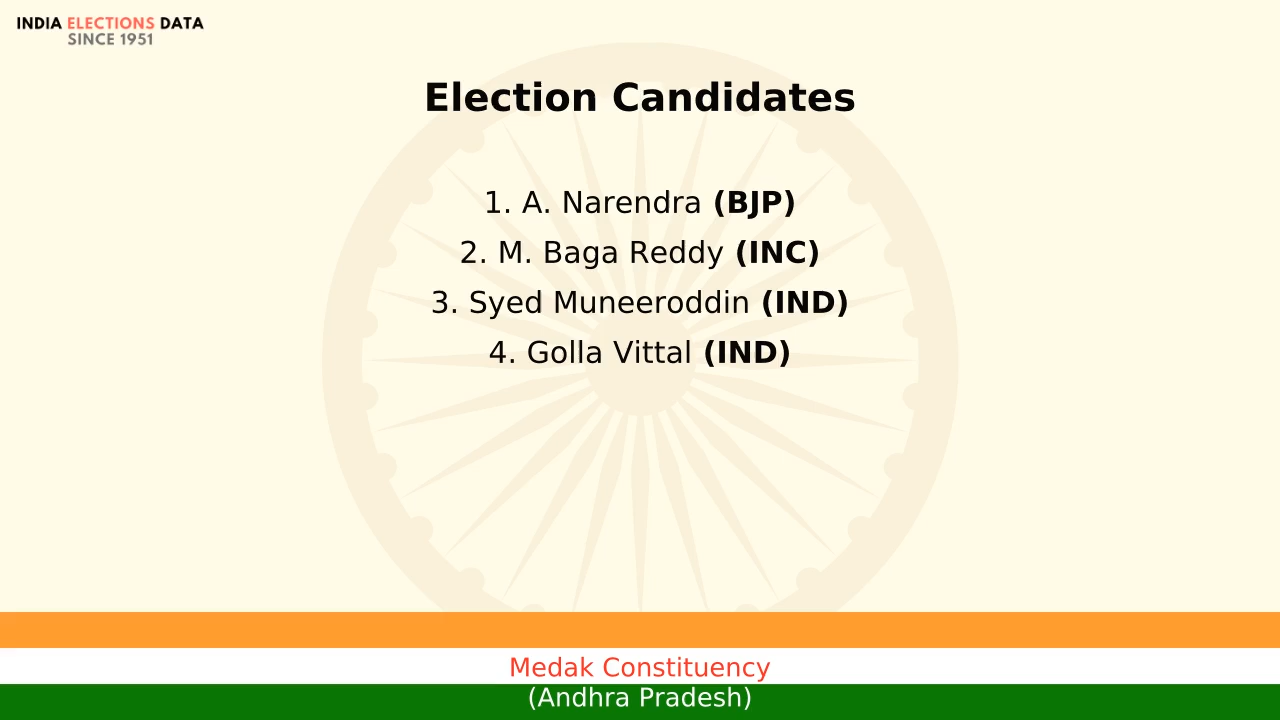 INDIA ELECTIONS DATA
SINCE 1951
Election Candidates
1. A. Narendra (BJP)
2. M. Baga Reddy (INC)
3. Syed Muneeroddin (IND)
4. Golla Vittal (IND)
Medak Constituency
(Andhra Pradesh)